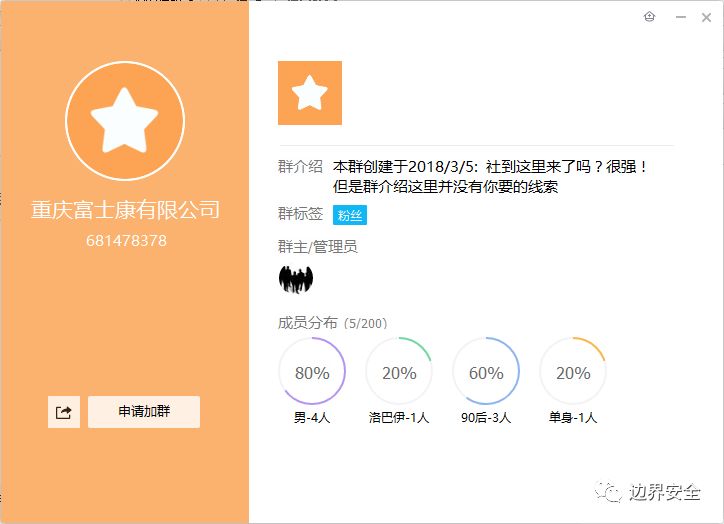 重庆富士康有限公司
681478378
申请加群
群介绍 本群创建于2018/3/5: 社到这里来了吗？很强！
但是群介绍这里并没有你要的线索
群标签 粉丝
群主/管理员
成员分布 (5/200)
80% 20% 60% 20%
男-4人 洛巴伊-1人 90后-3人 单身-1人
边界安全